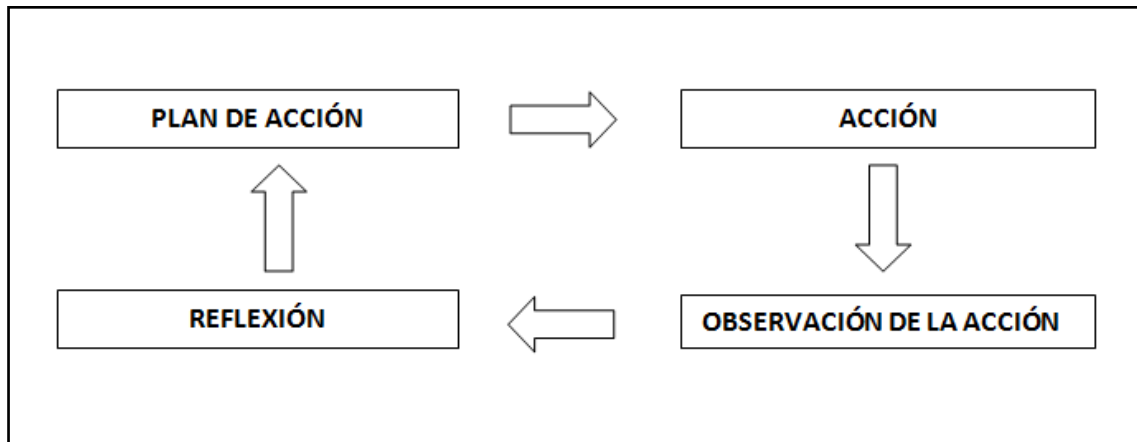 PLAN DE ACCIÓN
ACCIÓN
REFLEXIÓN
OBSERVACIÓN DE LA ACCIÓN